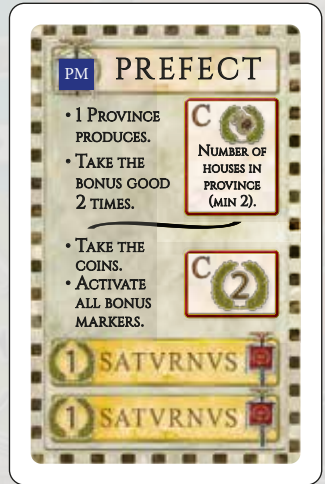 PM PREFECT
• 1 PROVINCE
PRODUCES.
• TAKE THE
BONUS GOOD
2 TIMES.
C
NUMBER OF
HOUSES IN
PROVINCE
(MIN 2).
• TAKE THE
COINS.
• ACTIVATE
ALL BONUS
MARKERS.
C 2
1 SATVRNVS
1 SATVRNVS